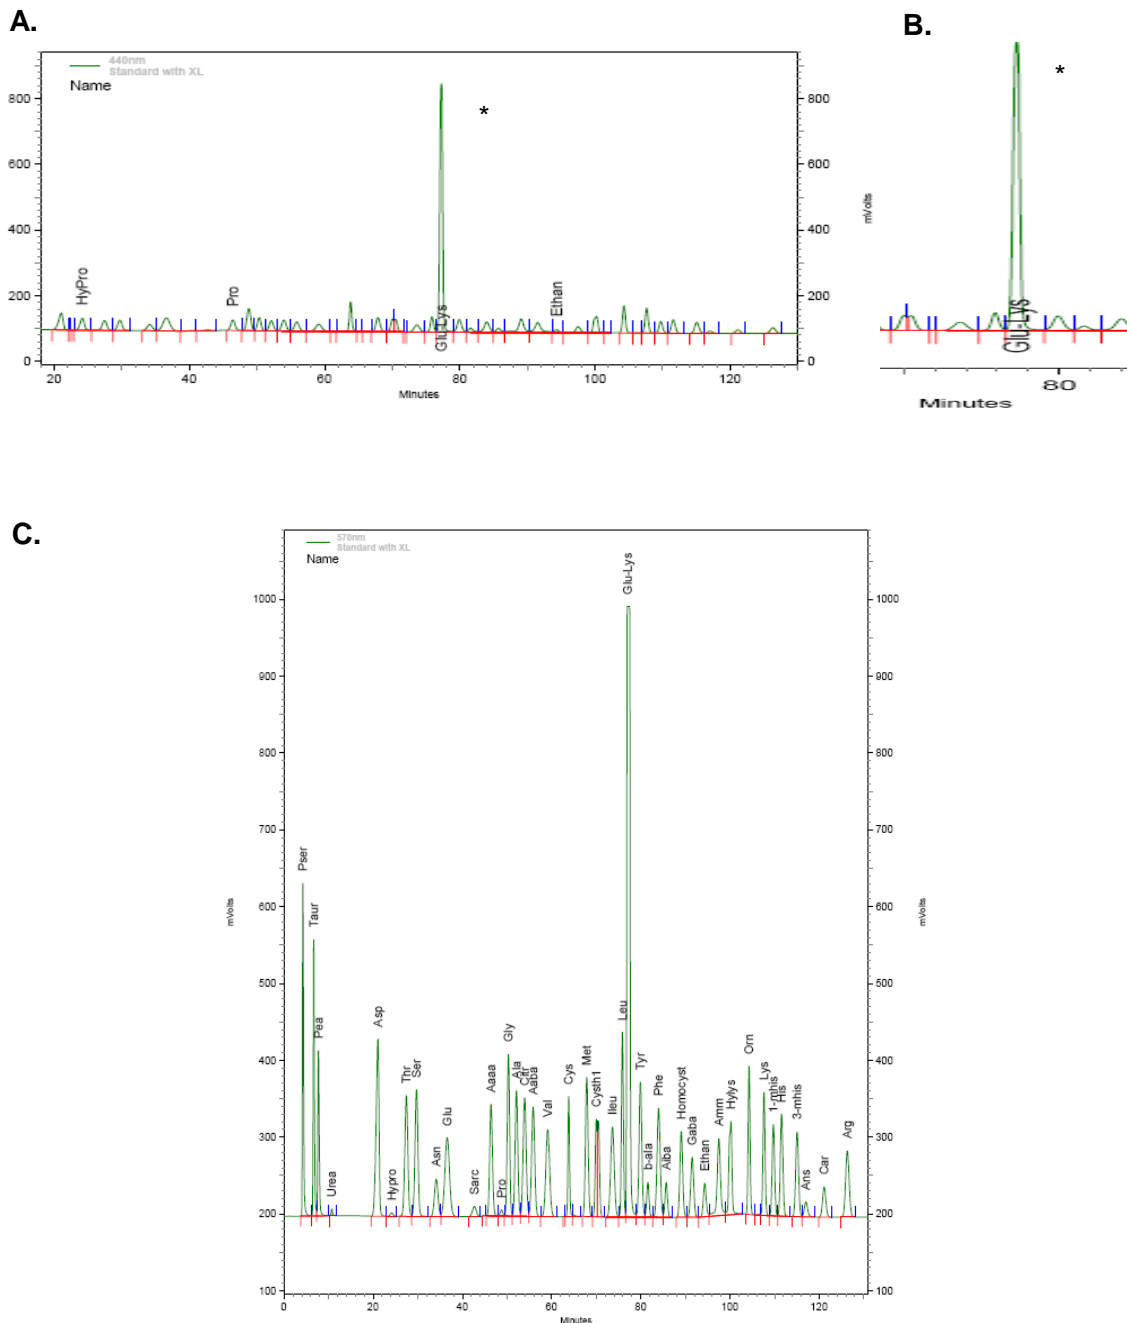 A.
440nm
Standard with XL
Name
800
600
400
200
0
HyPro
Pro
Glu-Lys
Ethan
*
800
600
400
200
0
20 40 60 80 100 120
Minutes
B.
*
mVolts
Glu-Lys
80
Minutes
C.
570nm
Standard with XL
Name
1000
900
800
700
600
500
400
300
200
100
mVolts
Pser
Taur
Pea
Urea
Asp
Hypro
Thr
Ser
Asn
Glu
Sarc
Aaaa
Pro
Gly
Ala
Citr
Aaba
Val
Cys
Met
Cysth1
Ileu
Leu
Glu-Lys
Tyr
b-ala
Phe
Aiba
Homocyst
Gaba
Ethan
Amm
Hylys
Orn
Lys
1-mhis
His
3-mhis
Ans
Car
Arg
1000
900
800
700
600
500
400
300
200
100
mVolts
0 20 40 60 80 100 120
Minutes